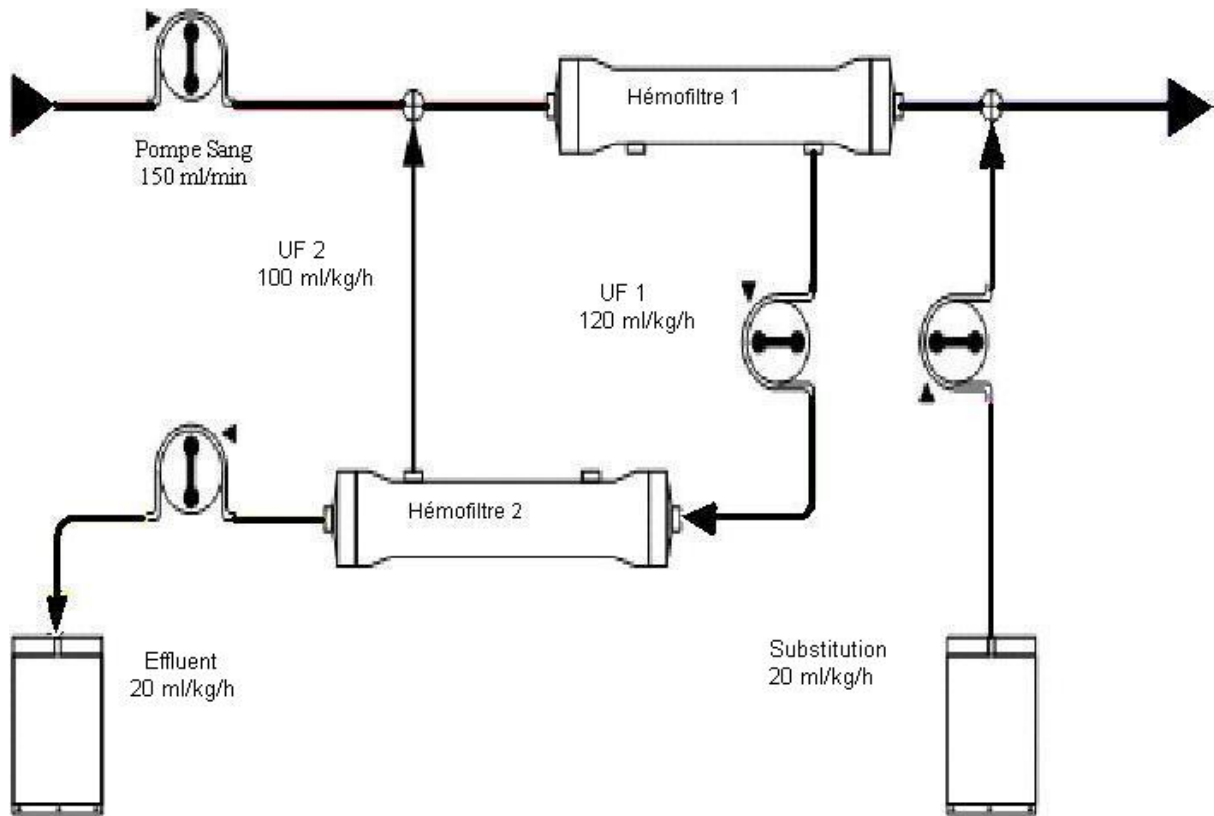 Hémofiltre 1
Pompe Sang
150 ml/min
UF 2
100 ml/kg/h
UF 1
120 ml/kg/h
Hémofiltre 2
Effluent
20 ml/kg/h
Substitution
20 ml/kg/h